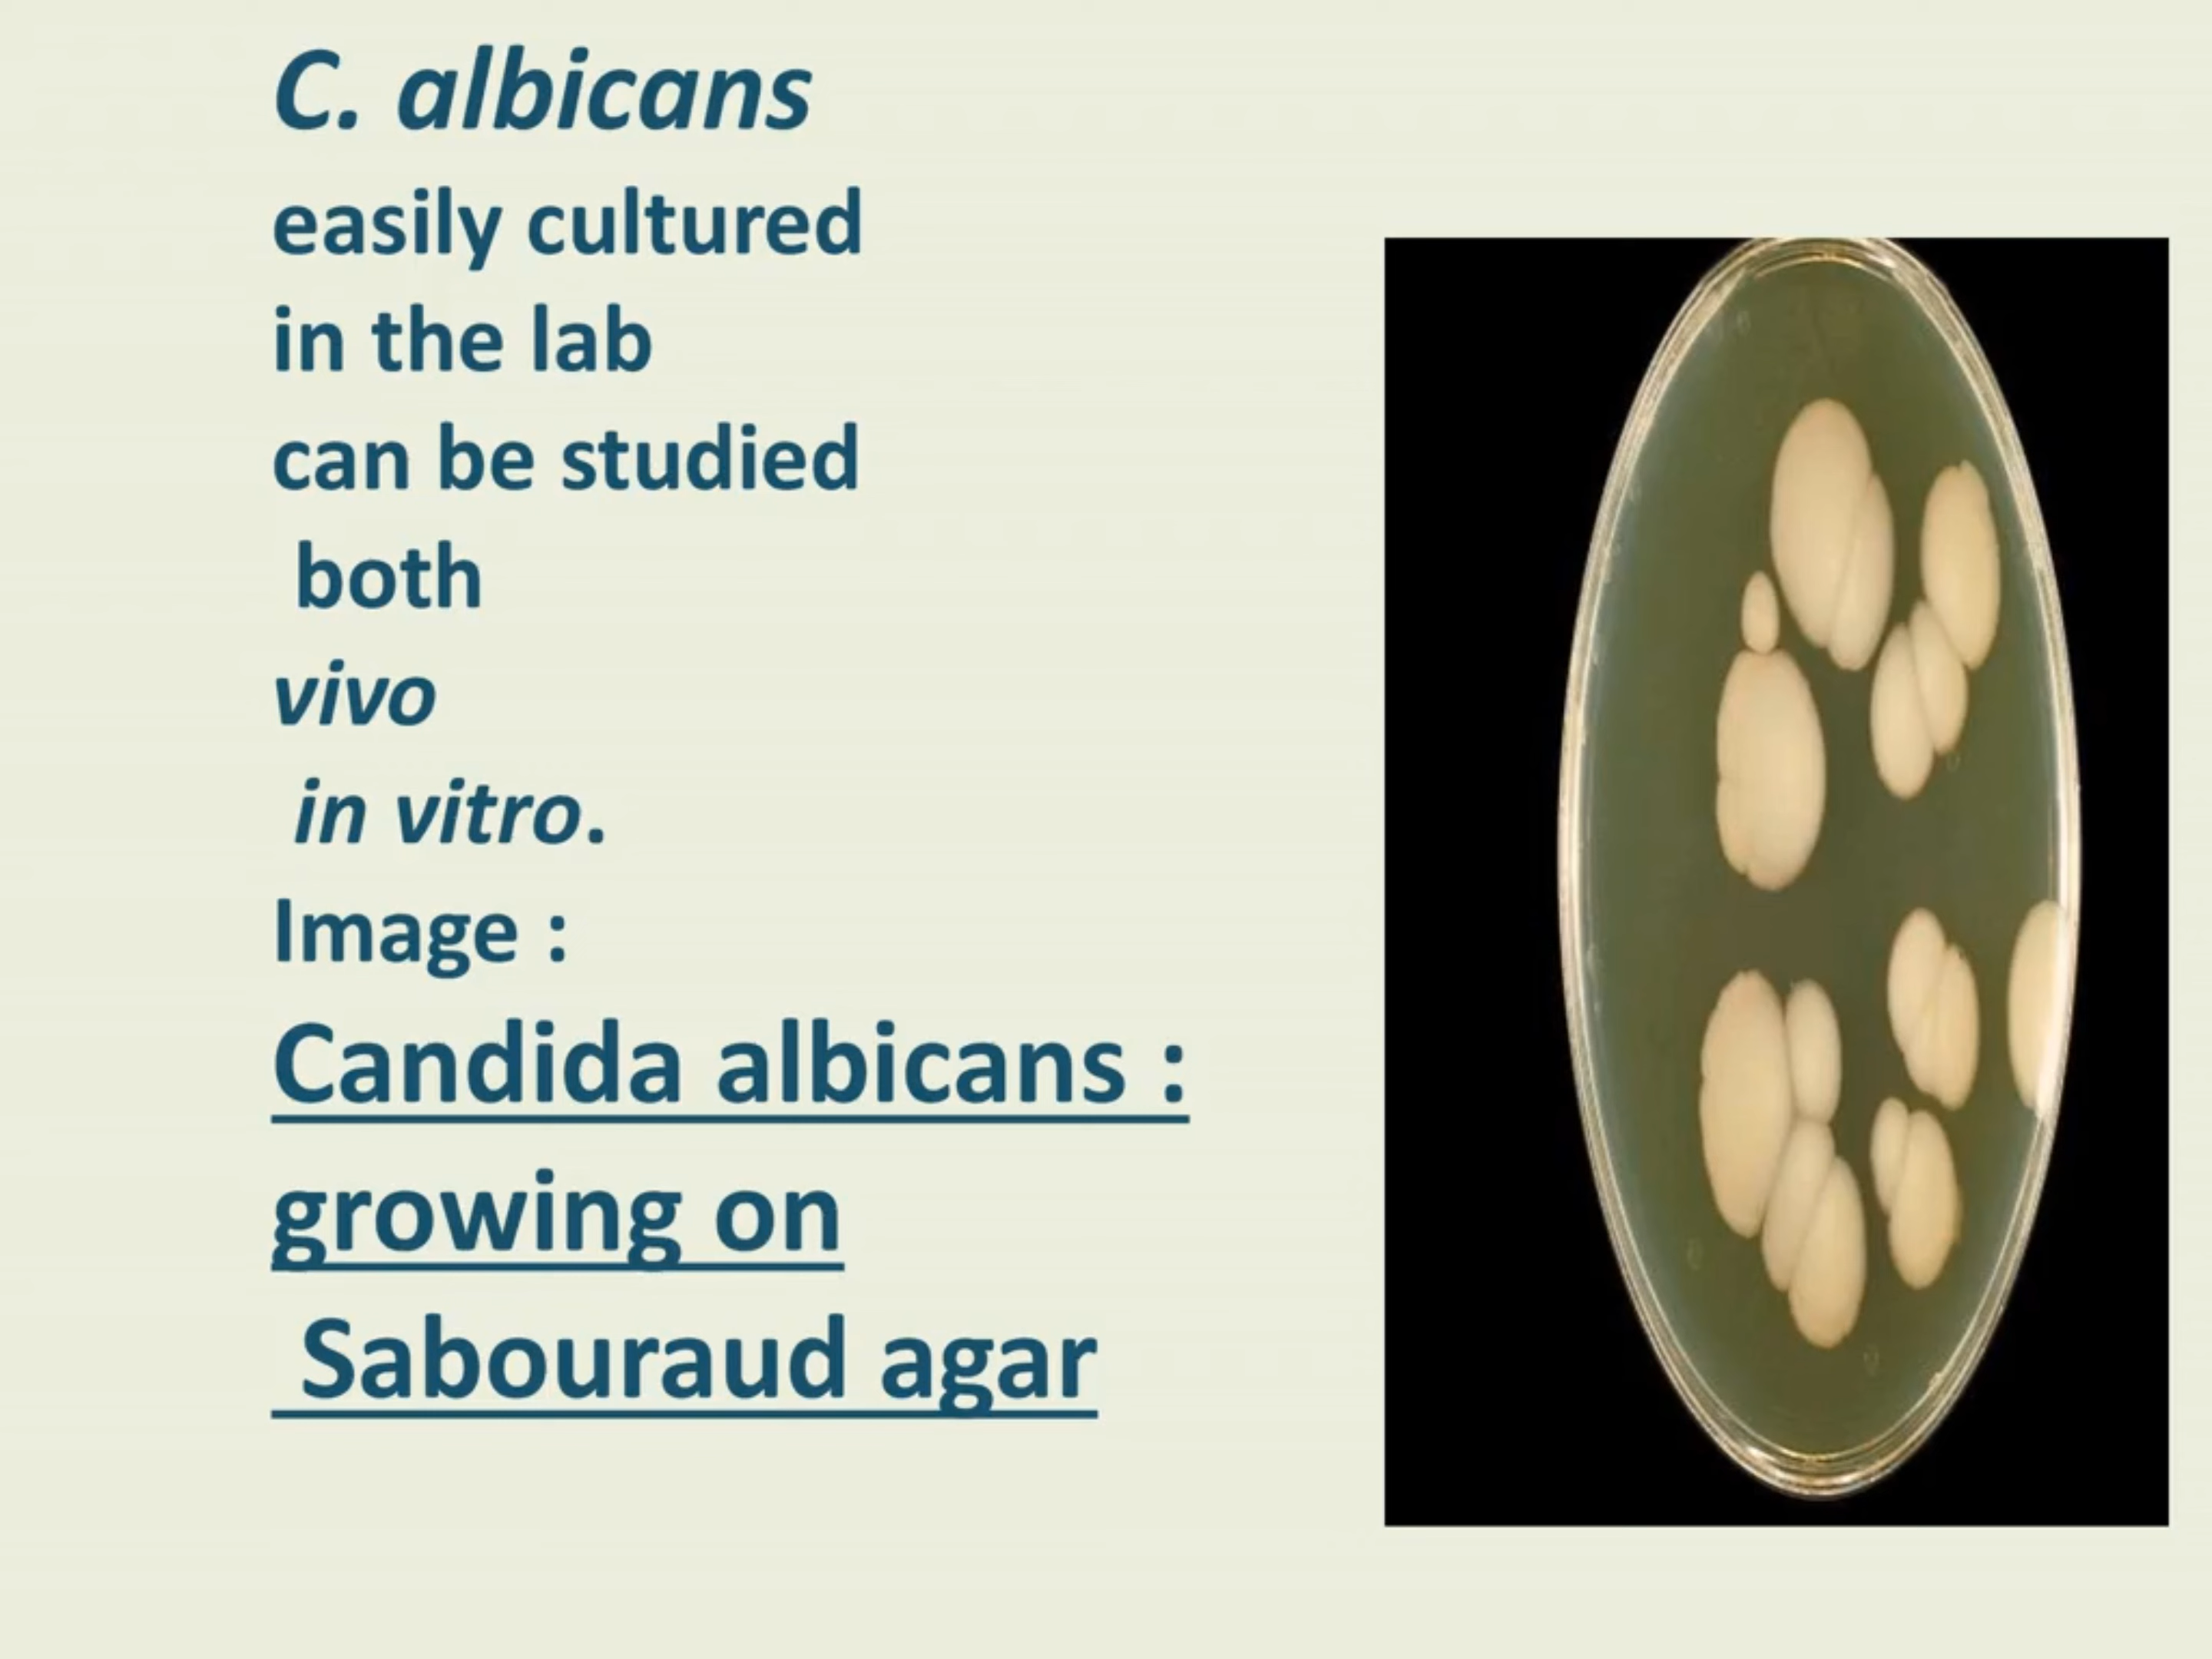 C. albicans
easily cultured
in the lab
can be studied
both
vivo
in vitro.
Image :
Candida albicans :
growing on
Sabouraud agar